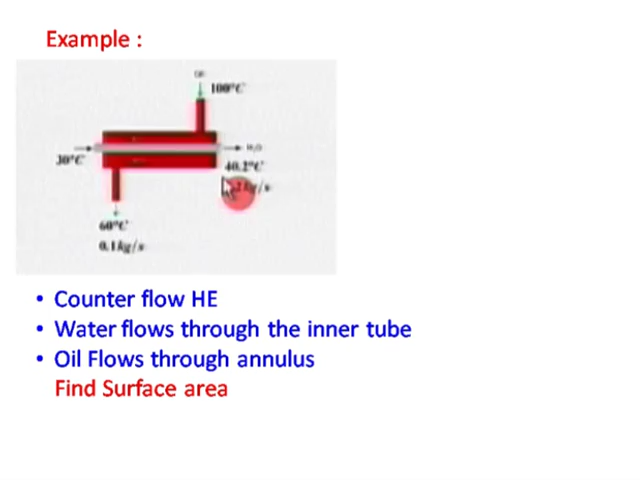 Example :
100°C
30°C
H₂O
40.2°C
kg/s
60°C
0.1 kg/s
• Counter flow HE
• Water flows through the inner tube
• Oil Flows through annulus
Find Surface area